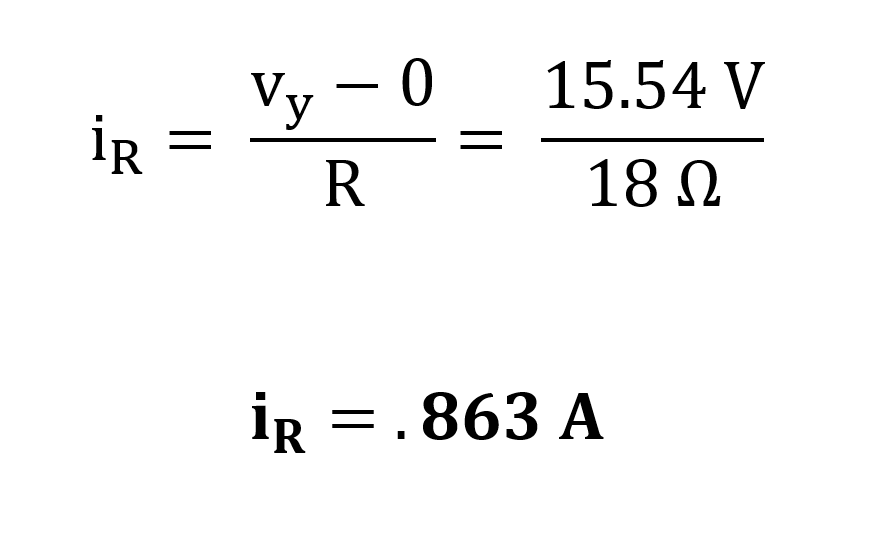 i_R = (v_y − 0)/R = (15.54 V)/(18 Ω)
i_R = .863 A